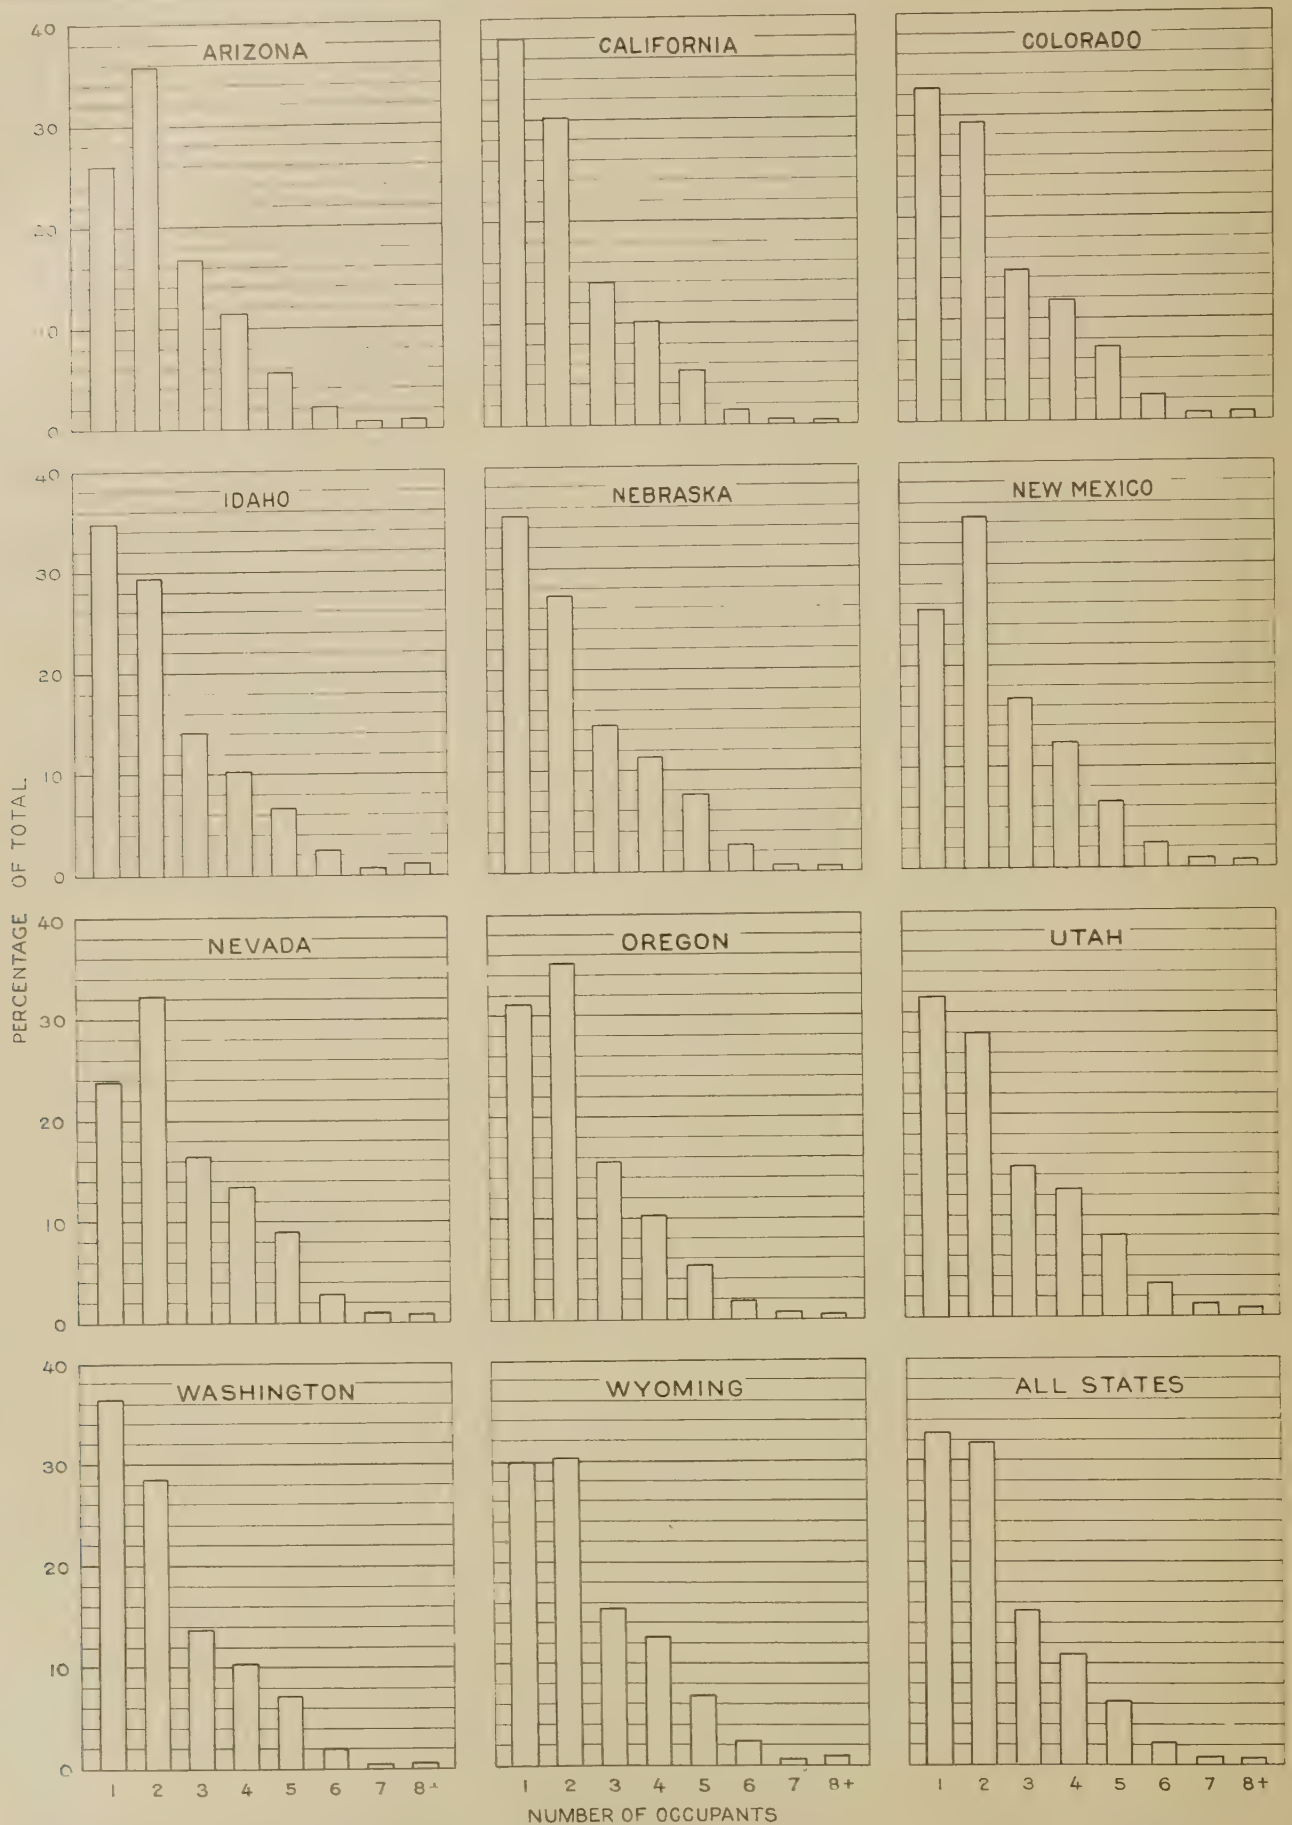 40
30
20
10
0
ARIZONA
CALIFORNIA
COLORADO
40
30
20
10
0
IDAHO
NEBRASKA
NEW MEXICO
PERCENTAGE OF TOTAL.
40
30
20
10
0
NEVADA
OREGON
UTAH
40
30
20
10
0
WASHINGTON
WYOMING
ALL STATES
1 2 3 4 5 6 7 8+
1 2 3 4 5 6 7 8+
1 2 3 4 5 6 7 8+
NUMBER OF OCCUPANTS